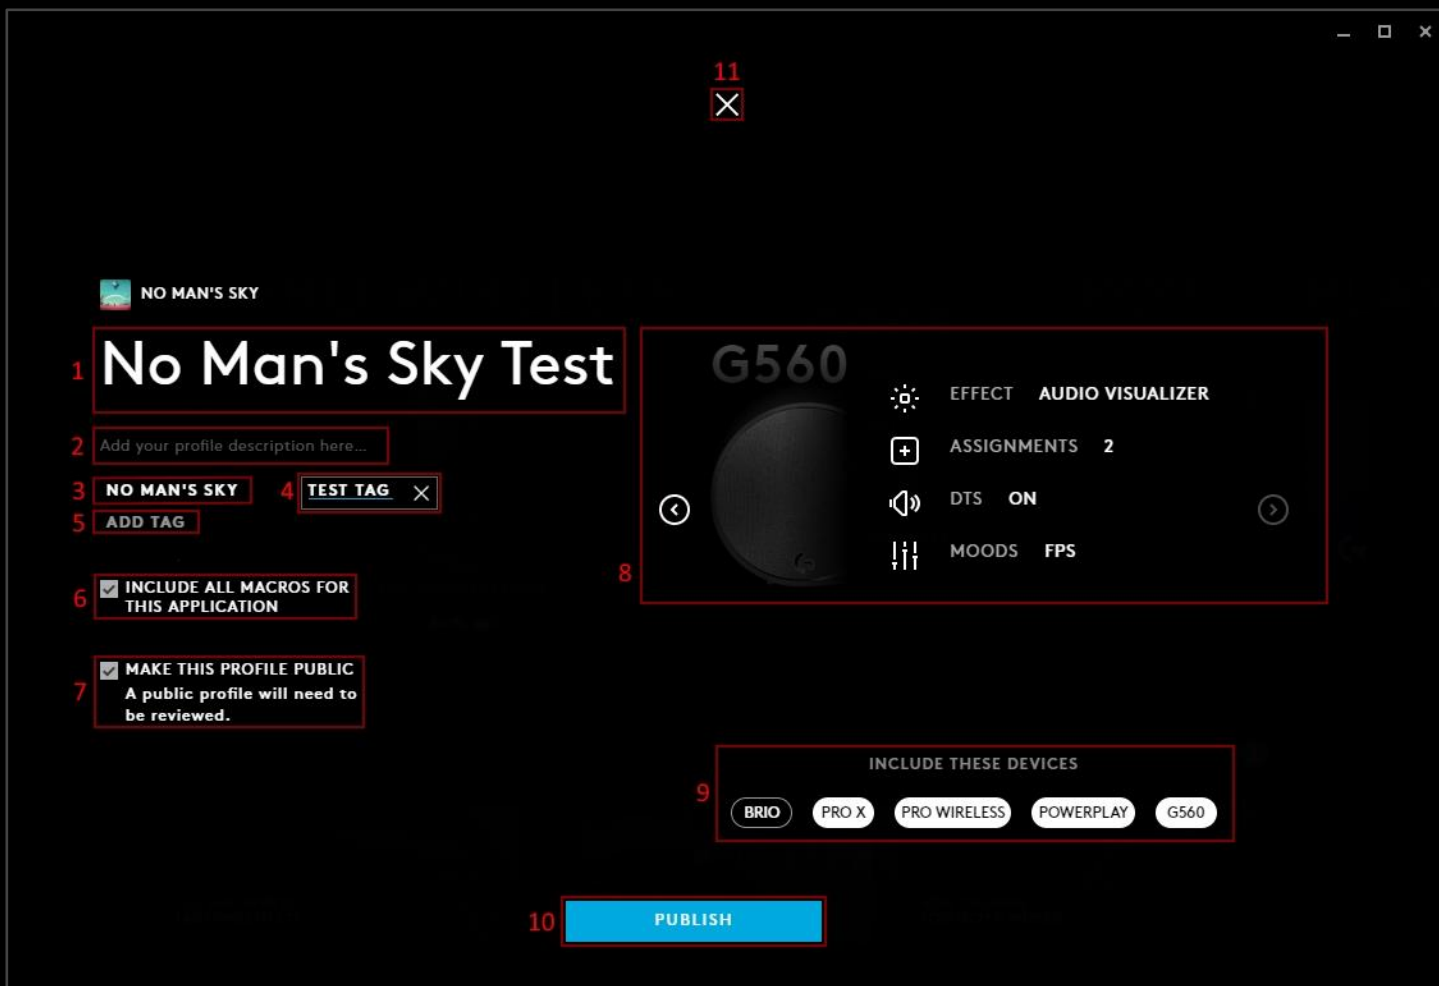 11
NO MAN'S SKY
1
No Man's Sky Test
2
Add your profile description here...
3
NO MAN'S SKY
4
TEST TAG
5
ADD TAG
6
INCLUDE ALL MACROS FOR
THIS APPLICATION
7
MAKE THIS PROFILE PUBLIC
A public profile will need to
be reviewed.
8
G560
EFFECT AUDIO VISUALIZER
ASSIGNMENTS 2
DTS ON
MOODS FPS
9
INCLUDE THESE DEVICES
BRIO PRO X PRO WIRELESS POWERPLAY G560
10
PUBLISH